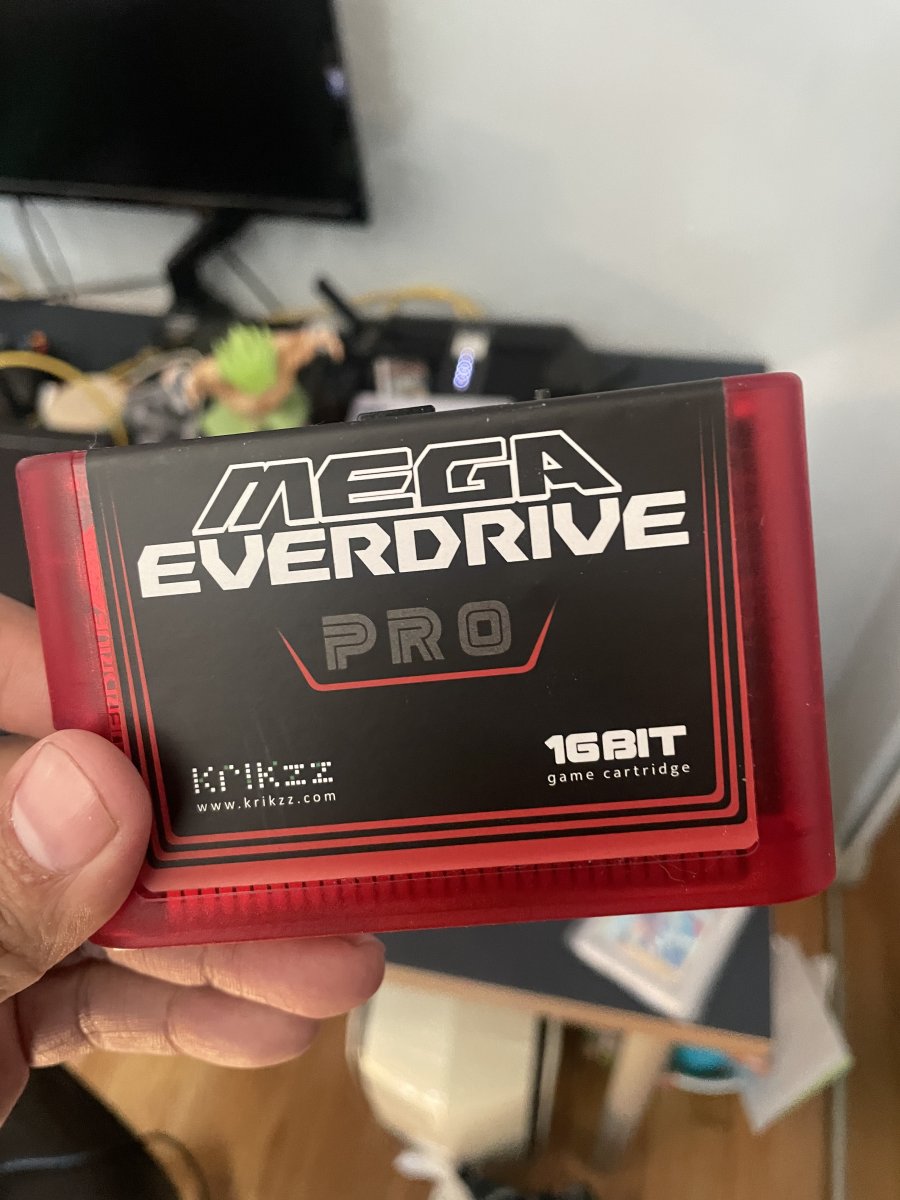 MEGA
EVERDRIVE
PRO
krikzz
www.krikzz.com
16BIT
game cartridge